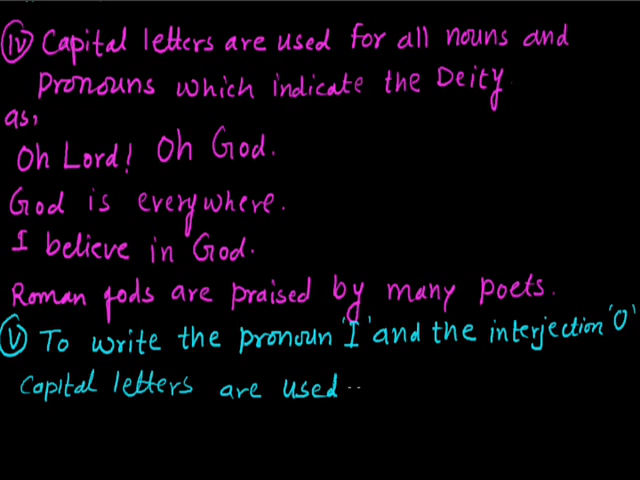 (iv) Capital letters are used for all nouns and
Pronouns which indicate the Deity
as,
Oh Lord! Oh God.
God is everywhere.
I believe in God.
Roman gods are praised by many poets.
(v) To write the pronoun 'I' and the interjection 'O'
capital letters are used ..